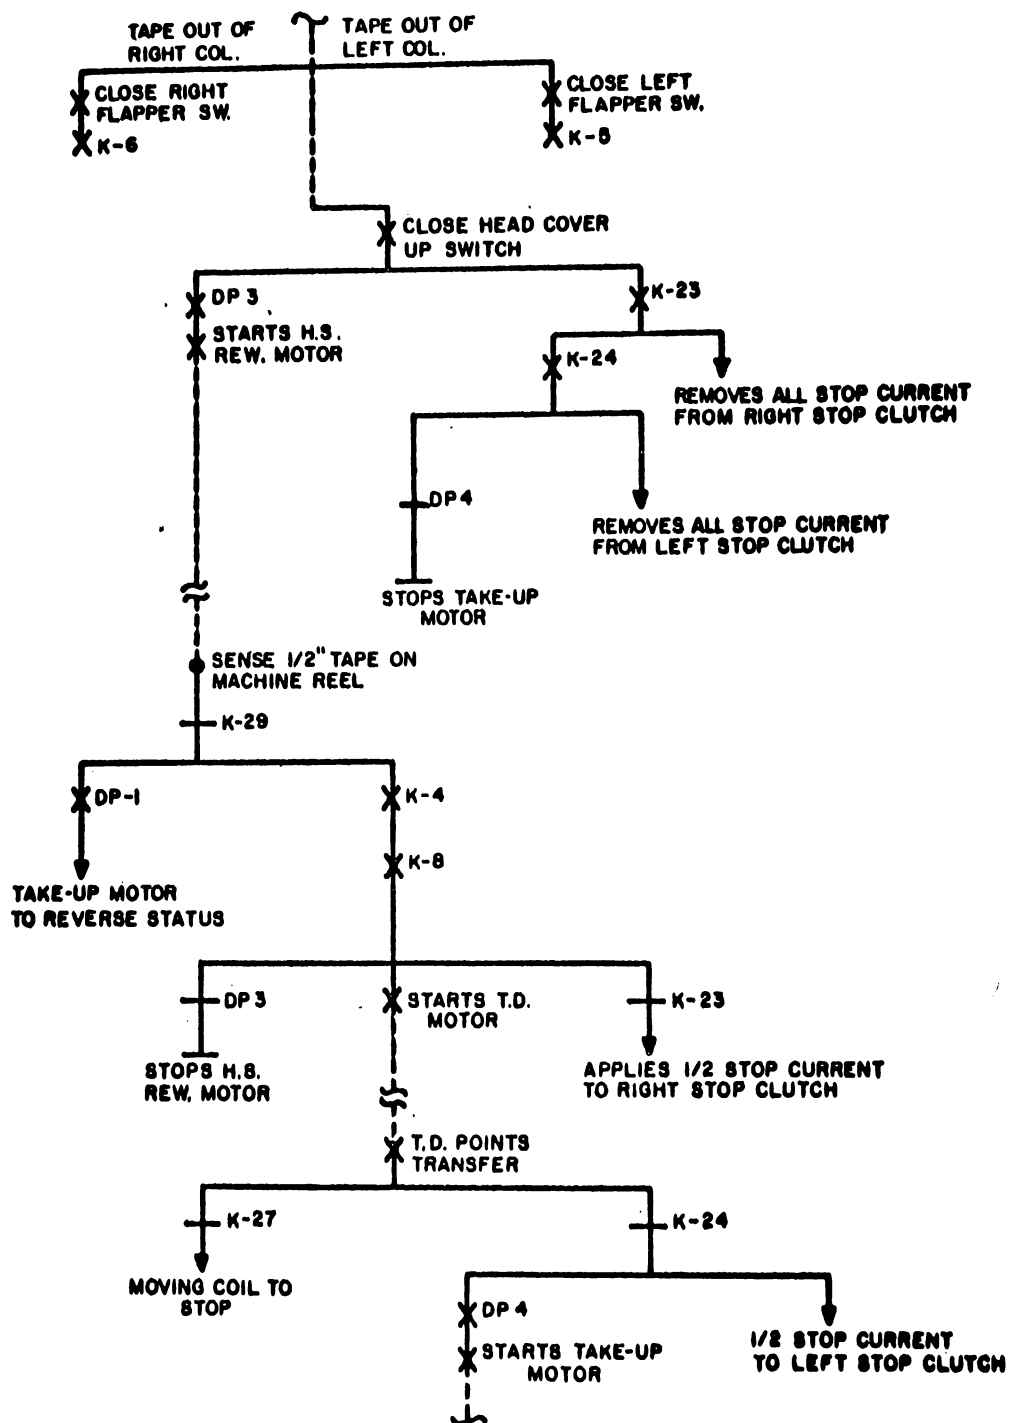 TAPE OUT OF
RIGHT COL.
TAPE OUT OF
LEFT COL.
CLOSE RIGHT
FLAPPER SW.
K-6
CLOSE LEFT
FLAPPER SW.
K-5
CLOSE HEAD COVER
UP SWITCH
DP 3
STARTS H.S.
REW. MOTOR
K-23
K-24
REMOVES ALL STOP CURRENT
FROM RIGHT STOP CLUTCH
DP4
REMOVES ALL STOP CURRENT
FROM LEFT STOP CLUTCH
STOPS TAKE-UP
MOTOR
SENSE 1/2" TAPE ON
MACHINE REEL
K-29
DP-1
K-4
K-8
TAKE-UP MOTOR
TO REVERSE STATUS
DP3
STARTS T.D.
MOTOR
K-23
STOPS H.S.
REW. MOTOR
APPLIES 1/2 STOP CURRENT
TO RIGHT STOP CLUTCH
T.D. POINTS
TRANSFER
K-27
K-24
MOVING COIL TO
STOP
DP 4
STARTS TAKE-UP
MOTOR
1/2 STOP CURRENT
TO LEFT STOP CLUTCH